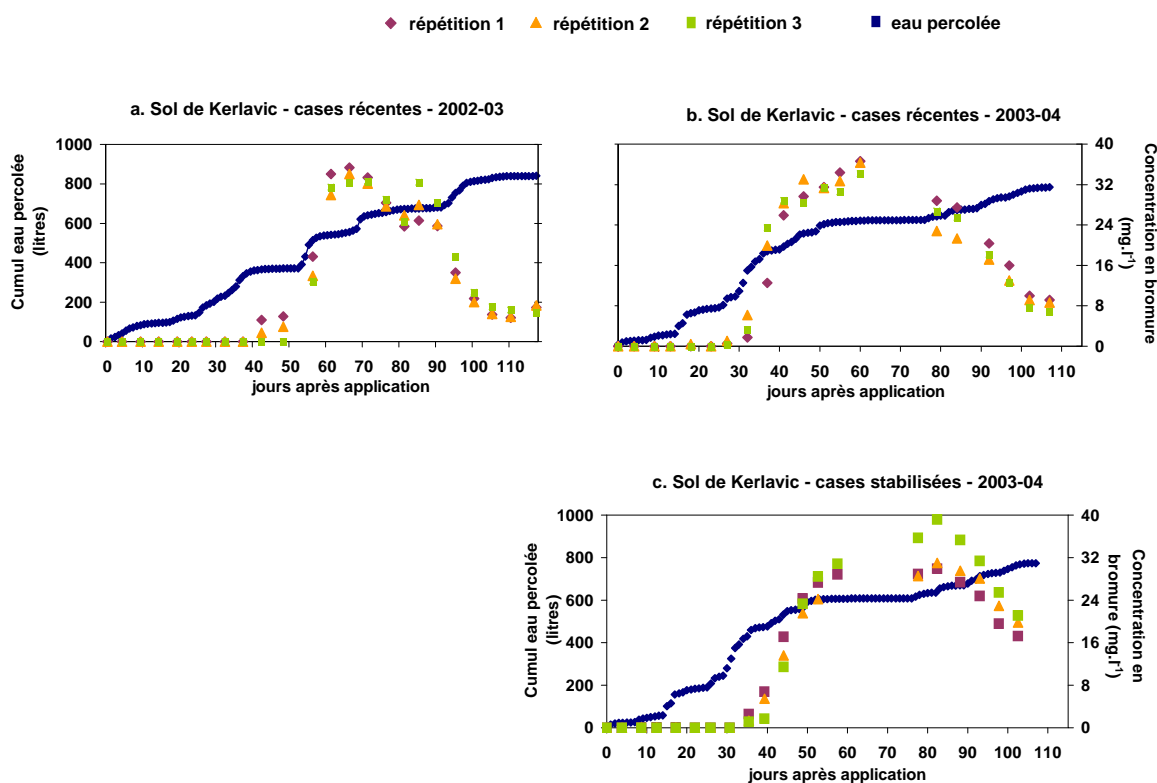 répétition 1 répétition 2 répétition 3 eau percolée
a. Sol de Kerlavic - cases récentes - 2002-03
Cumul eau percolée
(litres)
1000
800
600
400
200
0
0 10 20 30 40 50 60 70 80 90 100 110
jours après application
b. Sol de Kerlavic - cases récentes - 2003-04
40
32
24
16
8
0
Concentration en bromure
(mg.l-1)
0 10 20 30 40 50 60 70 80 90 100 110
jours après application
c. Sol de Kerlavic - cases stabilisées - 2003-04
Cumul eau percolée
(litres)
1000
800
600
400
200
0
40
32
24
16
8
0
Concentration en
bromure (mg.l-1)
0 10 20 30 40 50 60 70 80 90 100 110
jours après application